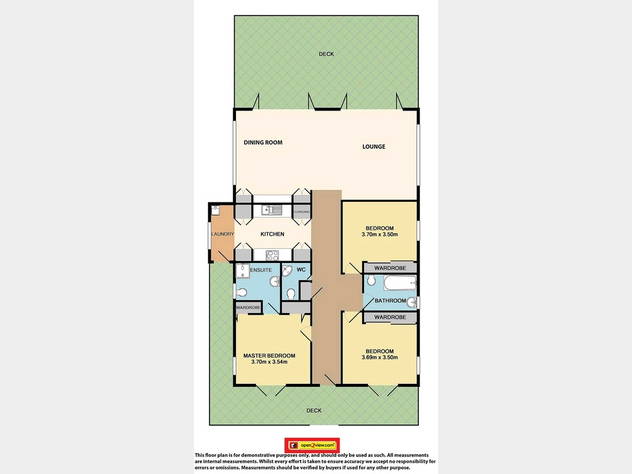 DECK
DINING ROOM
LOUNGE
LAUNDRY
KITCHEN
BEDROOM
3.70m x 3.50m
WARDROBE
ENSUITE
WC
BATHROOM
WARDROBE
WARDROBE
MASTER BEDROOM
3.70m x 3.54m
BEDROOM
3.69m x 3.50m
DECK
open2view.com
This floor plan is for demonstrative purposes only, and should only be used as such. All measurements
are internal measurements. Whilst every effort is taken to ensure accuracy we accept no responsibility for
errors or omissions. Measurements should be verified by buyers if used for any other purpose.